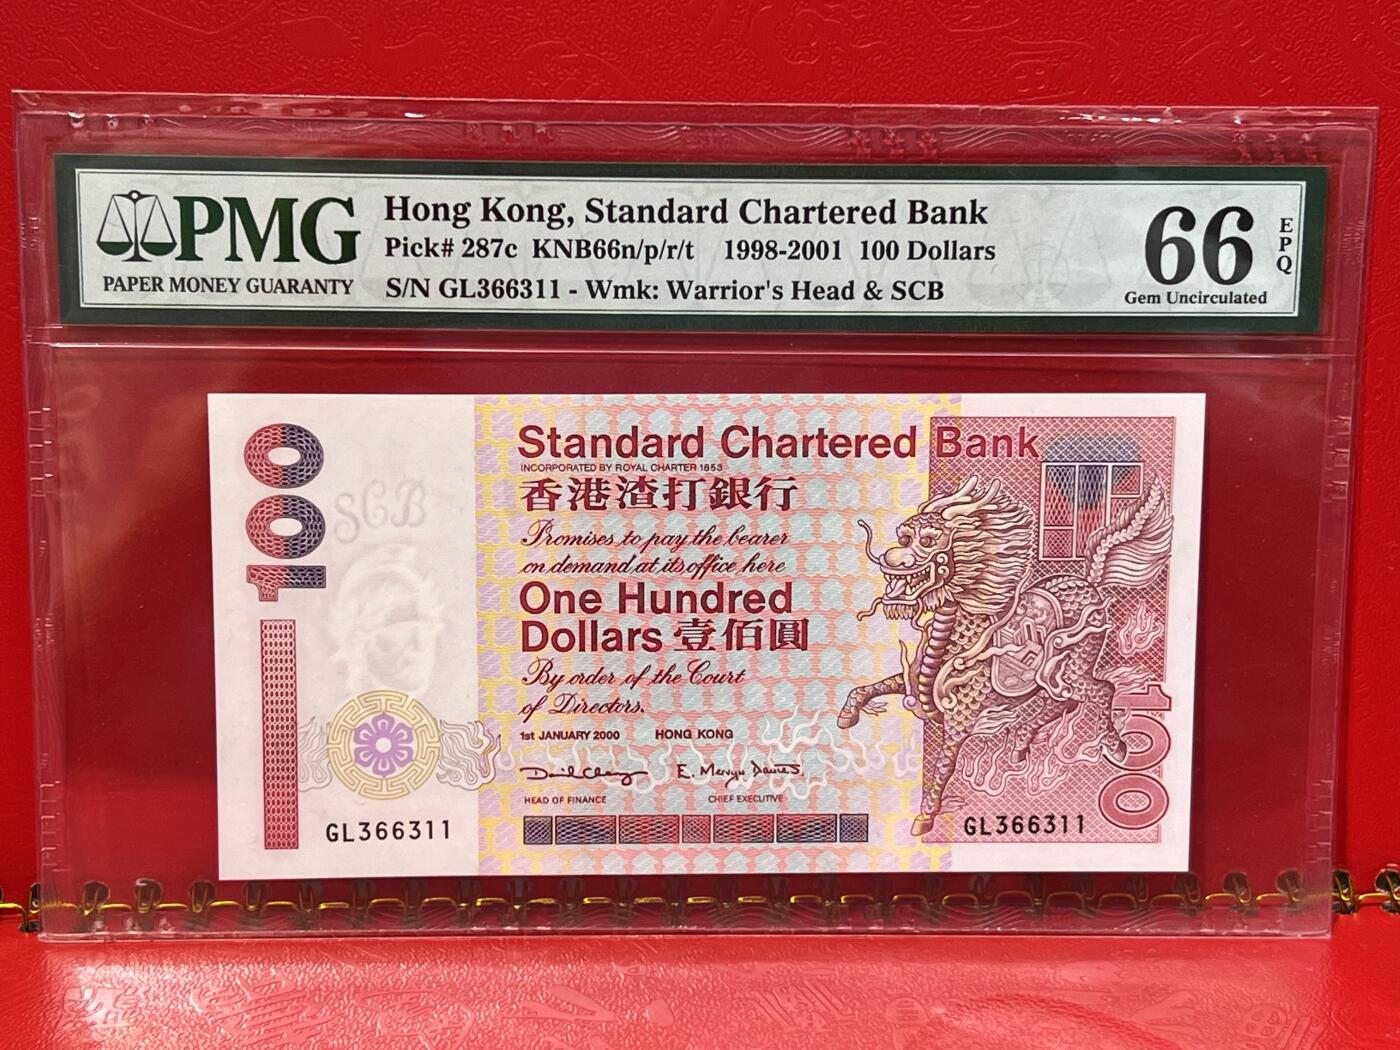 PMG
PAPER MONEY GUARANTY
Hong Kong, Standard Chartered Bank
Pick# 287c KNB66n/p/r/t 1998-2001 100 Dollars
S/N GL366311 - Wmk: Warrior's Head & SCB
66 EPQ
Gem Uncirculated
100
SCB
Standard Chartered Bank
INCORPORATED BY ROYAL CHARTER 1853
香港渣打銀行
Promises to pay the bearer
on demand at its office here
One Hundred
Dollars 壹佰圓
By order of the Court
of Directors.
1st JANUARY 2000 HONG KONG
E. Mervyn Davies.
HEAD OF FINANCE CHIEF EXECUTIVE
GL366311
GL366311
100